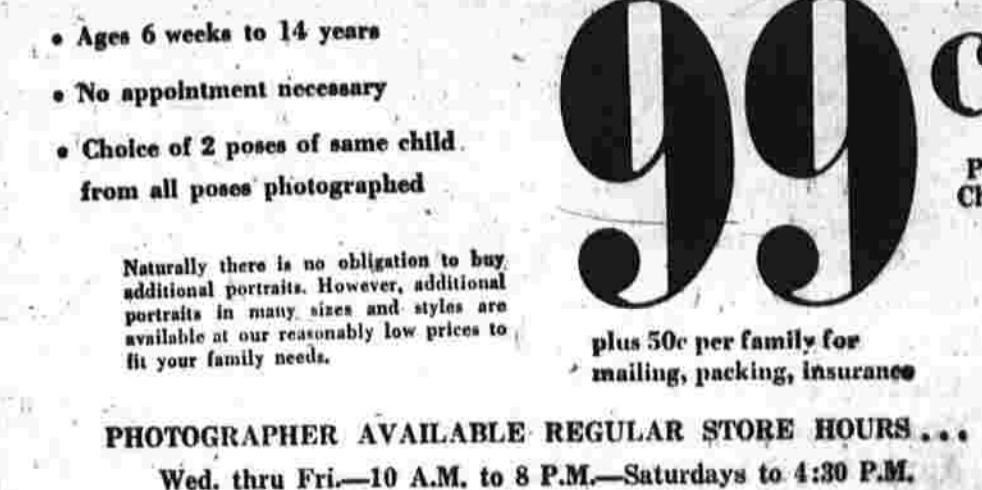 • Ages 6 weeks to 14 years
• No appointment necessary
• Choice of 2 poses of same child
from all poses photographed
Naturally there is no obligation to buy
additional portraits. However, additional
portraits in many sizes and styles are
available at our reasonably low prices to
fit your family needs.
99
plus 50c per family for
mailing, packing, insurance
PHOTOGRAPHER AVAILABLE REGULAR STORE HOURS...
Wed. thru Fri.—10 A.M. to 8 P.M.—Saturdays to 4:30 P.M.